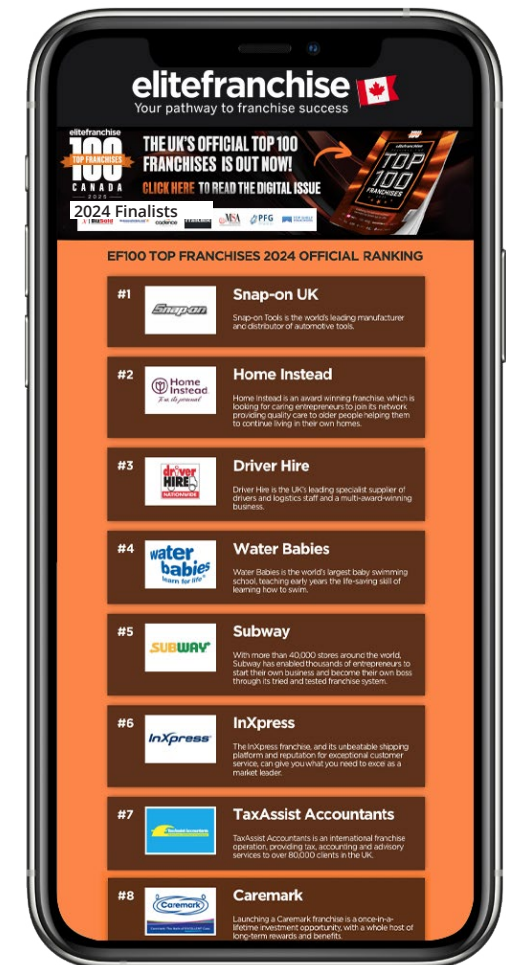 elitefranchise
Your pathway to franchise success
elitefranchise
100
TOP FRANCHISES
CANADA
2025
THE UK'S OFFICIAL TOP 100
FRANCHISES IS OUT NOW!
CLICK HERE TO READ THE DIGITAL ISSUE
TOP
100
FRANCHISES
2024 Finalists
cadence
MSA
PFG
EF100 TOP FRANCHISES 2024 OFFICIAL RANKING
#1
Snap-on
Snap-on UK
Snap-on Tools is the world's leading manufacturer
and distributor of automotive tools.
#2
Home
Instead
For its personal
Home Instead
Home Instead is an award winning franchise which is
looking for caring entrepreneurs to join its network
providing quality care to older people helping them
to continue living in their own homes.
#3
driver
HIRE
NATIONWIDE
Driver Hire
Driver Hire is the UK's leading specialist supplier of
drivers and logistics staff and a multi-award-winning
business.
#4
water
babies
learn for life
Water Babies
Water Babies is the world's largest baby swimming
school, teaching early years the life-saving skill of
learning how to swim.
#5
SUBWAY
Subway
With more than 40,000 stores around the world,
Subway has enabled thousands of entrepreneurs to
start their own business and become their own boss
through its tried and tested franchise system.
#6
InXpress
InXpress
The InXpress franchise, and its unbeatable shipping
platform and reputation for exceptional customer
service, can give you what you need to excel as a
market leader.
#7
TaxAssist Accountants
TaxAssist Accountants
TaxAssist Accountants is an international franchise
operation, providing tax, accounting and advisory
services to over 80,000 clients in the UK.
#8
Caremark
Caremark
Launching a Caremark franchise is a once-in-a-
lifetime investment opportunity, with a whole host of
long-term rewards and benefits.